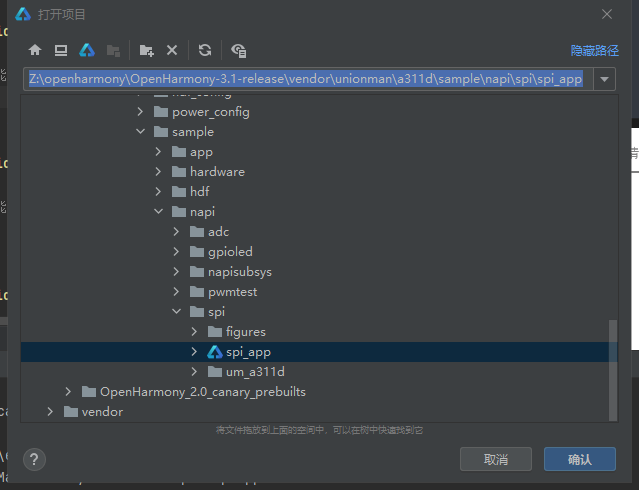 打开项目
隐藏路径
Z:\openharmony\OpenHarmony-3.1-release\vendor\unionman\a311d\sample\napi\spi\spi_app
power_config
sample
app
hardware
hdf
napi
adc
gpioled
napisubsys
pwmtest
spi
figures
spi_app
um_a311d
OpenHarmony_2.0_canary_prebuilts
vendor
将文件拖放到上面的空间中，可以在树中快速找到它
?
取消
确认